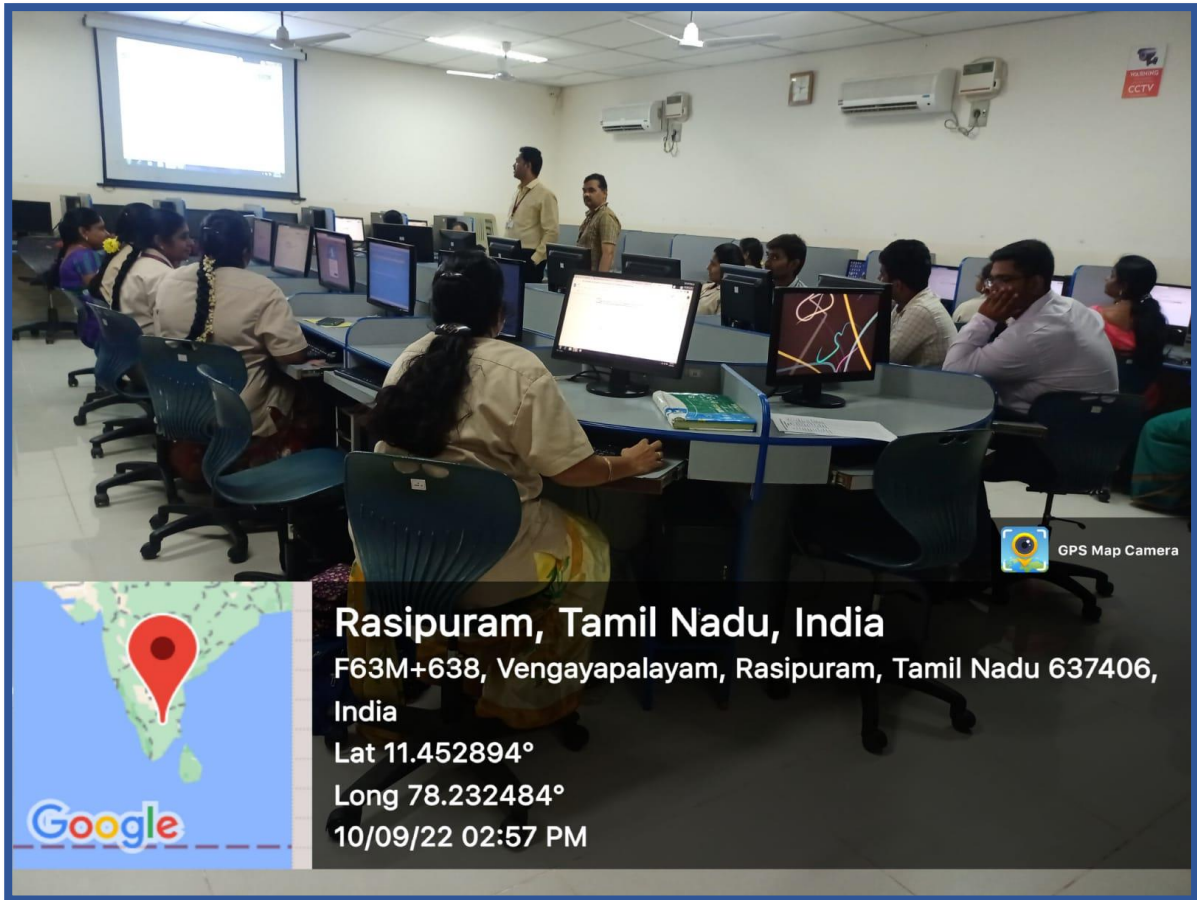 CCTV
GPS Map Camera
Rasipuram, Tamil Nadu, India
F63M+638, Vengayapalayam, Rasipuram, Tamil Nadu 637406,
India
Lat 11.452894°
Long 78.232484°
10/09/22 02:57 PM
Google